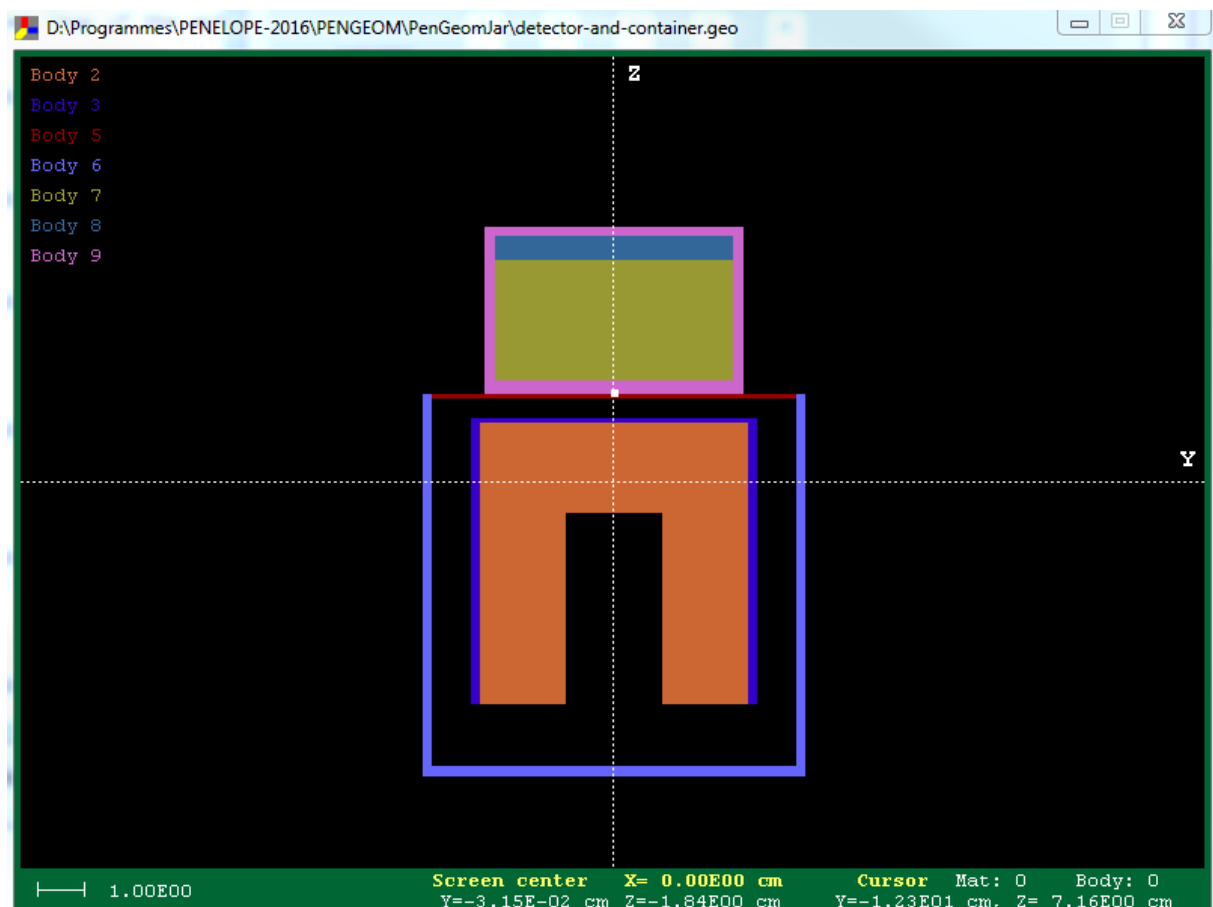 D:\Programmes\PENELOPE-2016\PENGEOM\PenGeomJar\detector-and-container.geo
Body 2
Z
Body 3
Body 5
Body 6
Body 7
Body 8
Body 9
Y
1.00E00
Screen center X= 0.00E00 cm
Y=-3.15E-02 cm Z=-1.84E00 cm
Cursor Mat: 0 Body: 0
Y=-1.23E01 cm, Z= 7.16E00 cm